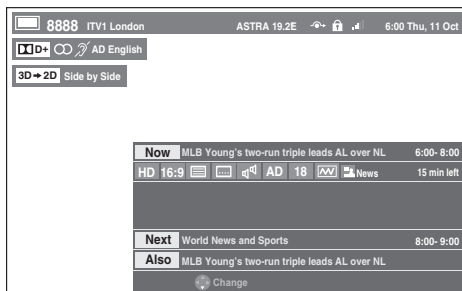 8888 ITV1 London ASTRA 19.2E 6:00 Thu, 11 Oct
D+ AD English
3D→2D Side by Side
Now MLB Young's two-run triple leads AL over NL 6:00- 8:00
HD 16:9 AD 18 News 15 min left
Next World News and Sports 8:00- 9:00
Also MLB Young's two-run triple leads AL over NL
Change